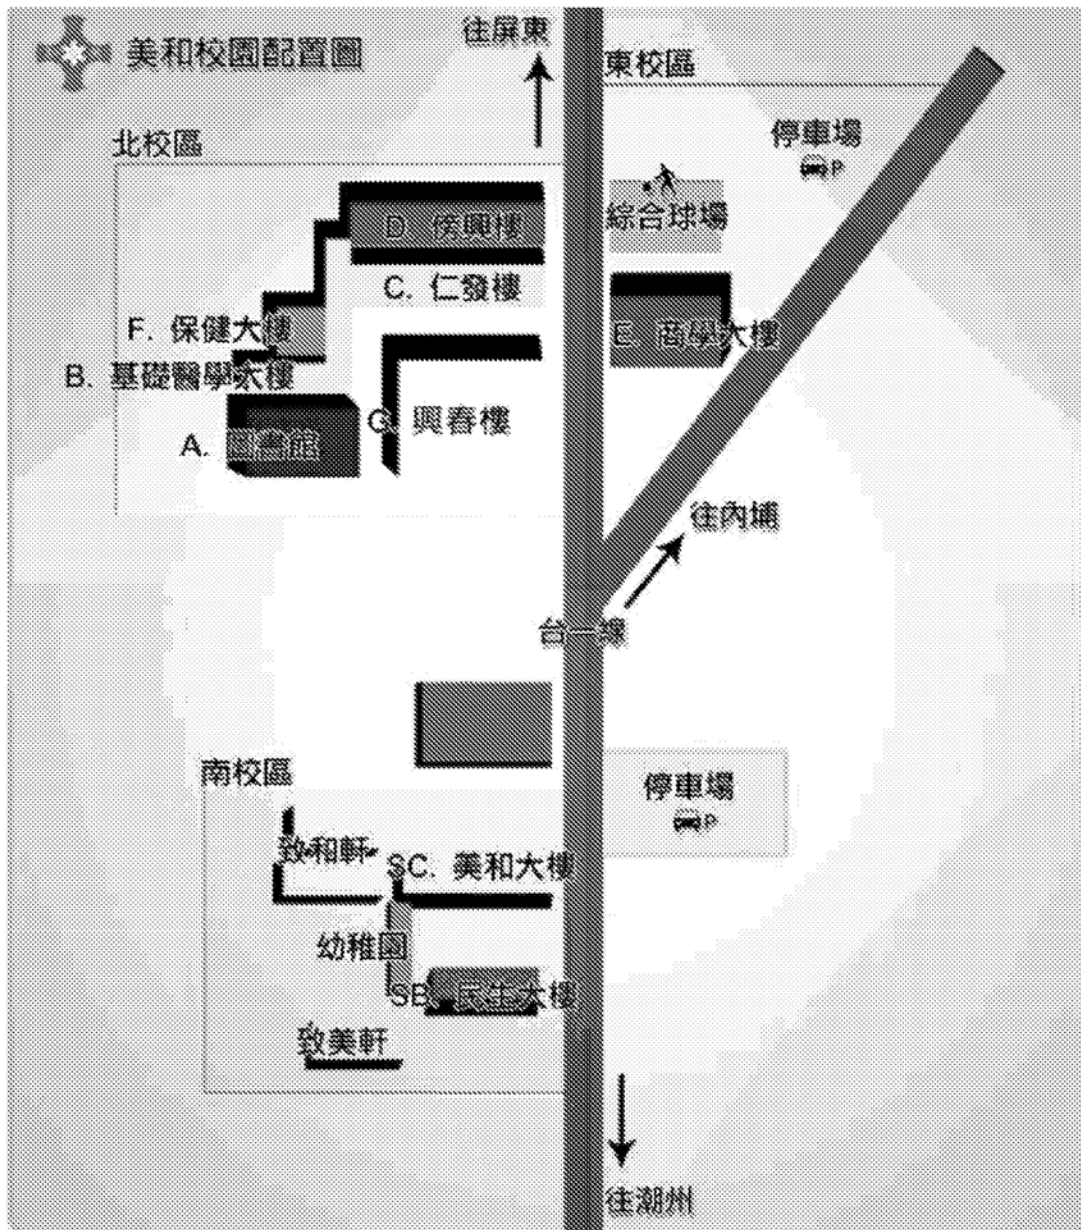 美和校園配置圖
往屏東
東校區
停車場
P
北校區
綜合球場
D. 傍興樓
C. 仁發樓
F. 保健大樓
E. 商學大樓
B. 基礎醫學大樓
G. 興春樓
A. 圖書館
往內埔
台一線
南校區
停車場
P
致和軒
SC. 美和大樓
幼稚園
SB. 民生大樓
致美軒
往潮州